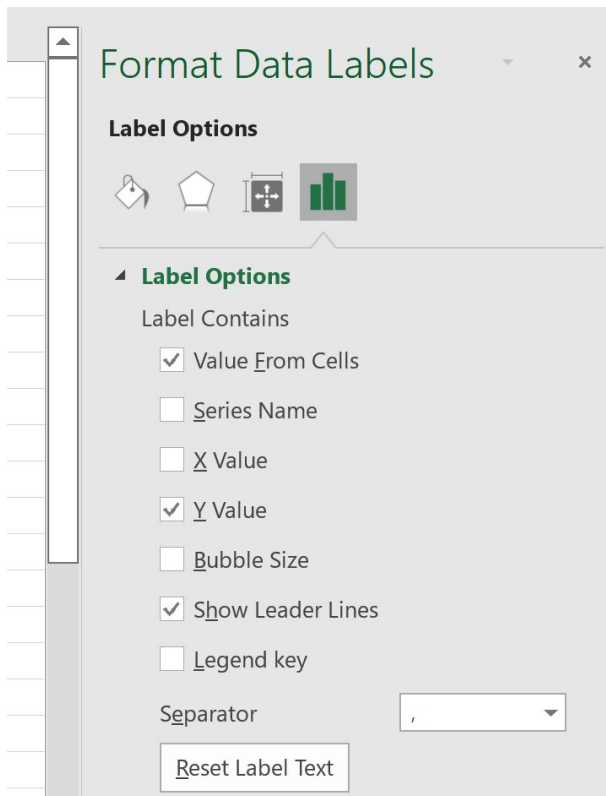 Format Data Labels
Label Options
Label Options
Label Contains
Value From Cells
Series Name
X Value
Y Value
Bubble Size
Show Leader Lines
Legend key
Separator ,
Reset Label Text